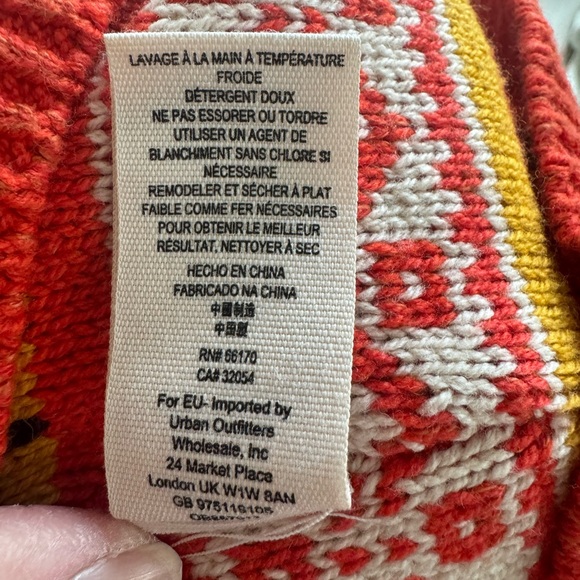 LAVAGE À LA MAIN À TEMPÉRATURE
FROIDE
DÉTERGENT DOUX
NE PAS ESSORER OU TORDRE
UTILISER UN AGENT DE
BLANCHIMENT SANS CHLORE SI
NÉCESSAIRE
REMODELER ET SÉCHER À PLAT
FAIBLE COMME FER NÉCESSAIRES
POUR OBTENIR LE MEILLEUR
RÉSULTAT, NETTOYER À SEC
HECHO EN CHINA
FABRICADO NA CHINA
中國制造
中国製
RN# 66170
CA# 32054
For EU- Imported by
Urban Outfitters
Wholesale, Inc
24 Market Place
London UK W1W 8AN
GB 975116105